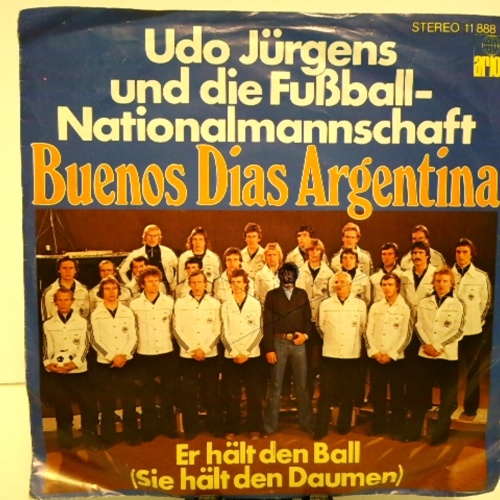 STEREO 11 888
ariola
Udo Jürgens
und die Fußball-
Nationalmannschaft
Buenos Dias Argentina
Er hält den Ball
(Sie hält den Daumen)